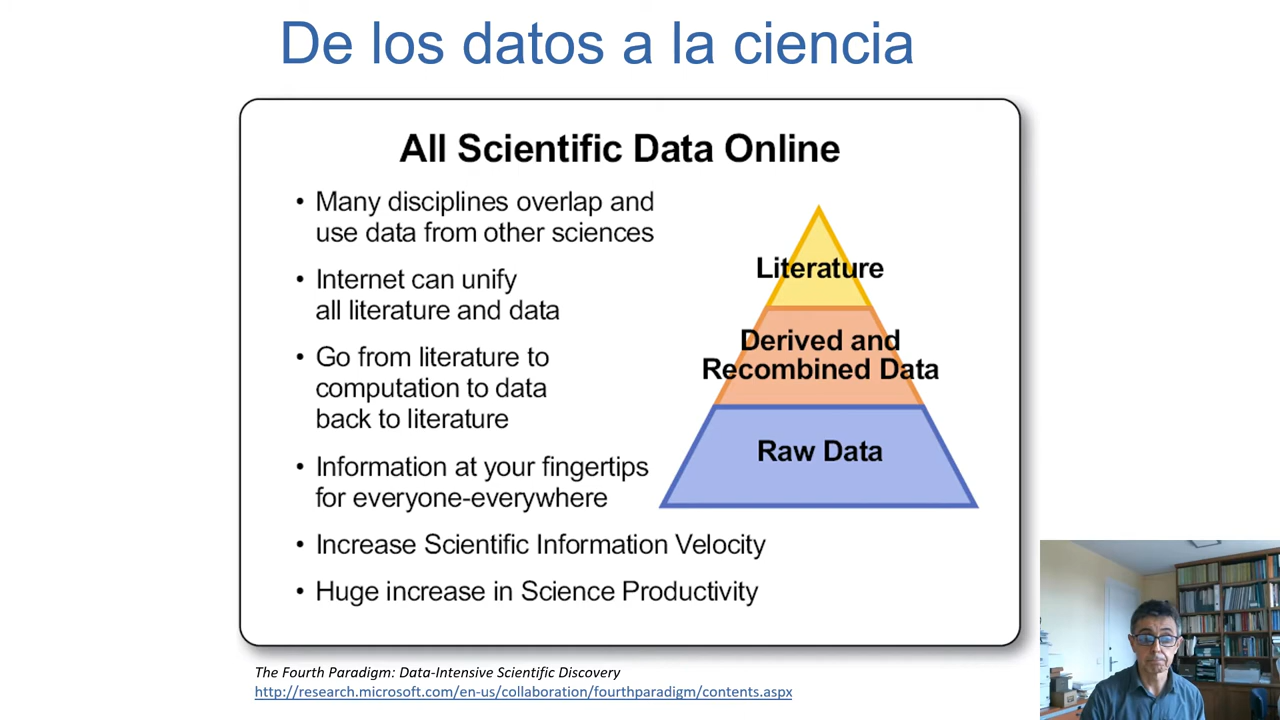 De los datos a la ciencia
All Scientific Data Online
• Many disciplines overlap and
use data from other sciences
• Internet can unify
all literature and data
• Go from literature to
computation to data
back to literature
• Information at your fingertips
for everyone-everywhere
• Increase Scientific Information Velocity
• Huge increase in Science Productivity
Literature
Derived and
Recombined Data
Raw Data
The Fourth Paradigm: Data-Intensive Scientific Discovery
http://research.microsoft.com/en-us/collaboration/fourthparadigm/contents.aspx